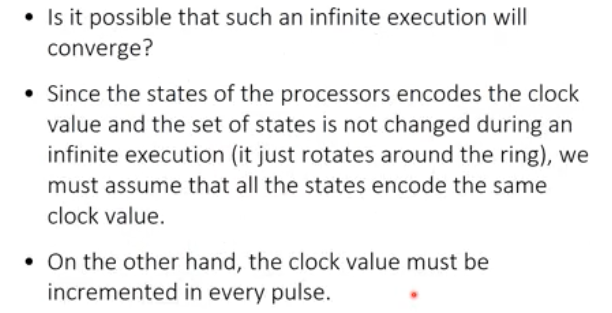 • Is it possible that such an infinite execution will
converge?
• Since the states of the processors encodes the clock
value and the set of states is not changed during an
infinite execution (it just rotates around the ring), we
must assume that all the states encode the same
clock value.
• On the other hand, the clock value must be
incremented in every pulse.